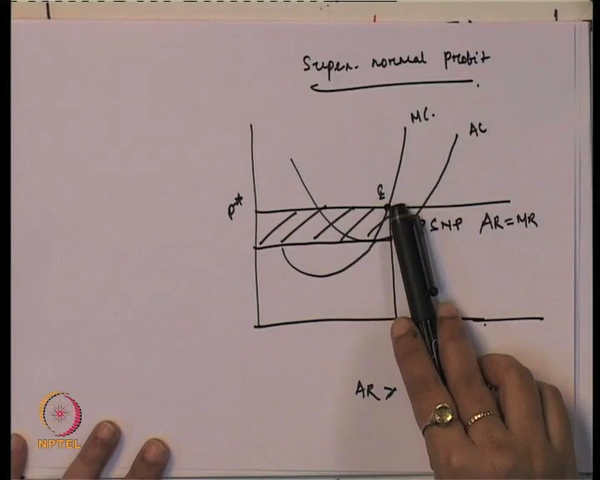 Super. normal profit
MC.
AC
E
P*
SNP AR=MR
AR >
NPTEL